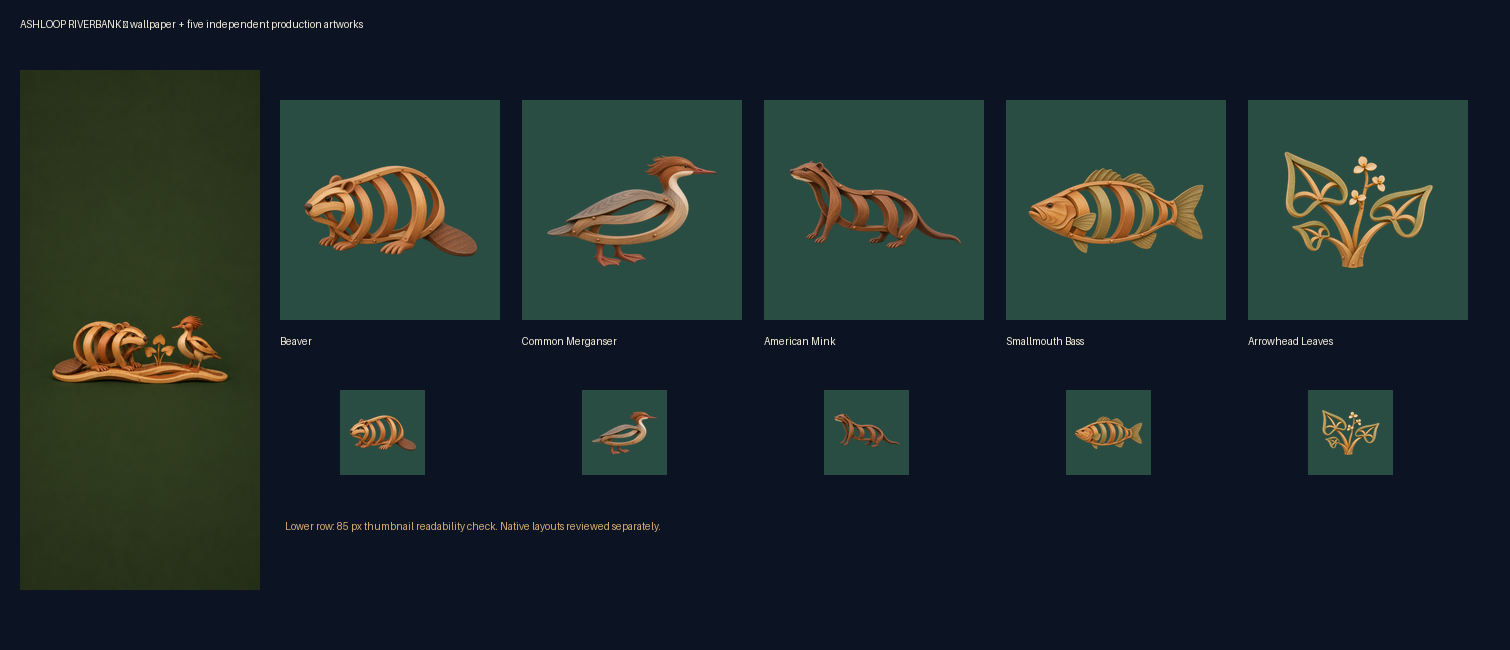 ASHLOOP RIVERBANK □ wallpaper + five independent production artworks
Beaver
Common Merganser
American Mink
Smallmouth Bass
Arrowhead Leaves
Lower row: 85 px thumbnail readability check. Native layouts reviewed separately.